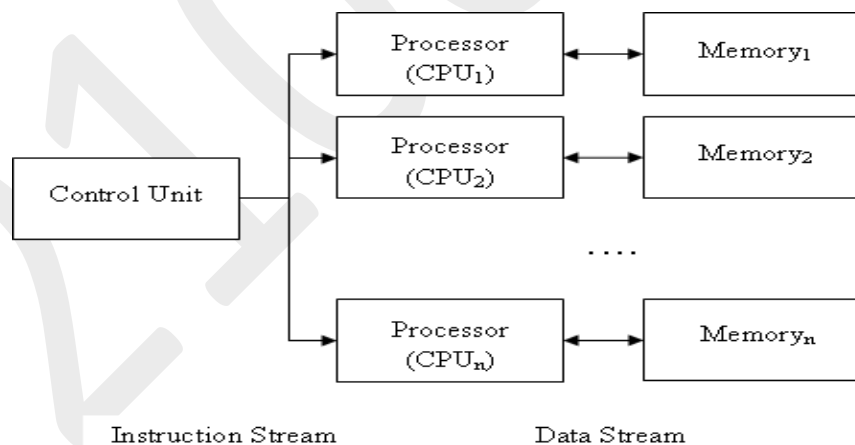 Processor
(CPU₁)
Memory₁
Processor
(CPU₂)
Memory₂
Control Unit
....
Processor
(CPUₙ)
Memoryₙ
Instruction Stream
Data Stream